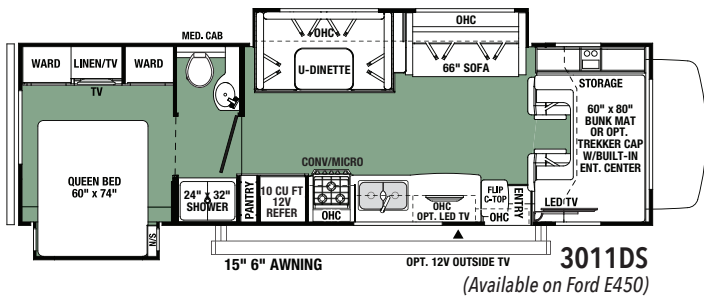 MED. CAB
OHC
OHC
WARD
LINEN/TV
WARD
TV
U-DINETTE
66" SOFA
STORAGE
60" x 80"
BUNK MAT
OR OPT.
TREKKER CAP
W/BUILT-IN
ENT. CENTER
QUEEN BED
60" x 74"
N/S
24" x 32"
SHOWER
PANTRY
10 CU FT
12V
REFER
CONV/MICRO
OHC
OHC
OPT. LED TV
FLIP
C-TOP
OHC
ENTRY
LED TV
15" 6" AWNING
OPT. 12V OUTSIDE TV
3011DS
(Available on Ford E450)